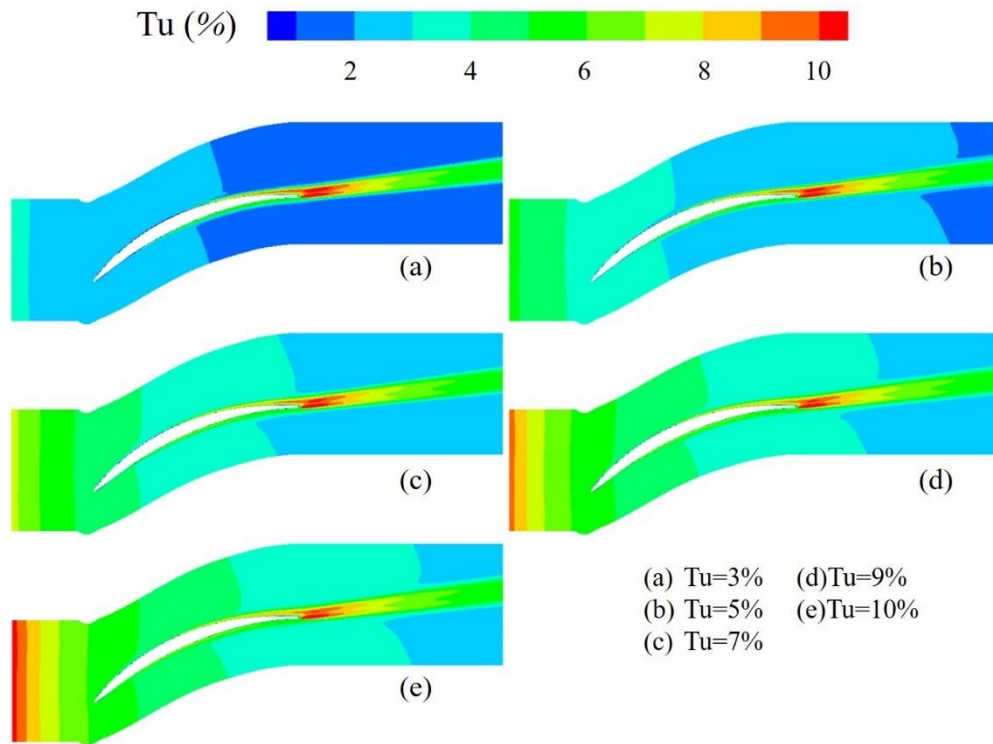 Tu (%)
2 4 6 8 10
(a)
(b)
(c)
(d)
(e)
(a) Tu=3% (d)Tu=9%
(b) Tu=5% (e)Tu=10%
(c) Tu=7%